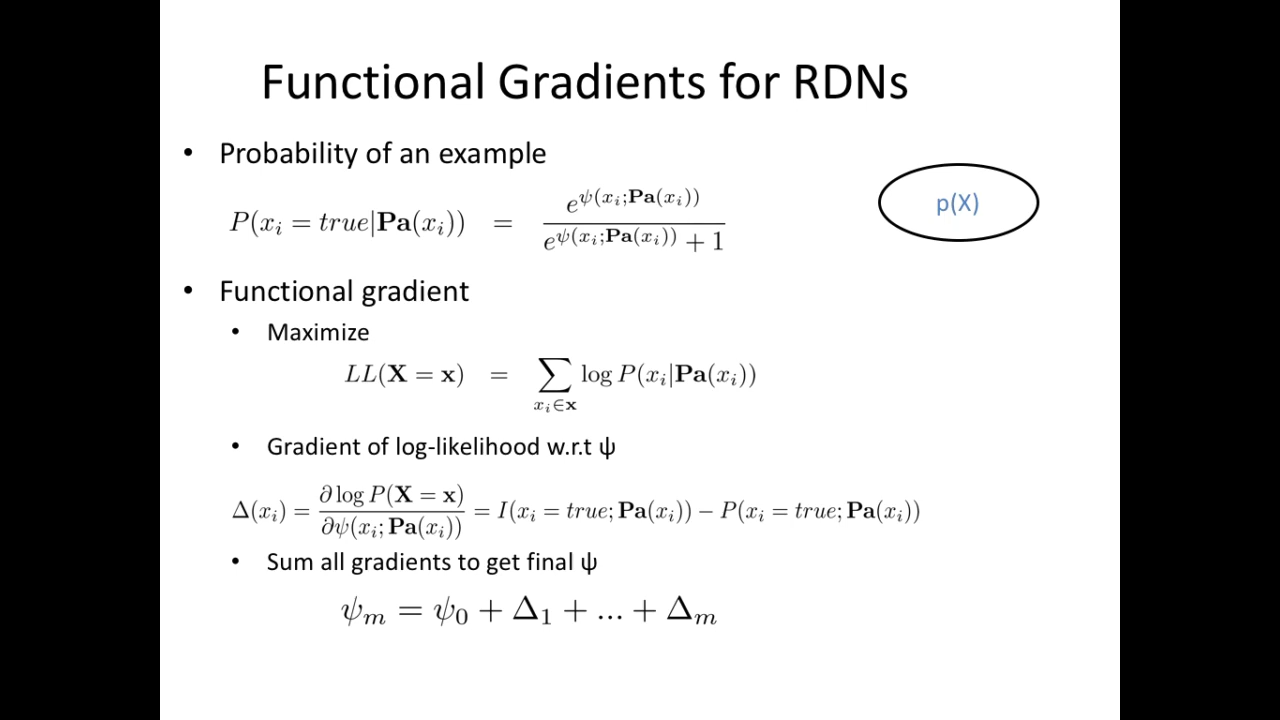 Functional Gradients for RDNs
• Probability of an example
p(X)
P(x_i = true|Pa(x_i)) = e^{ψ(x_i;Pa(x_i))} / (e^{ψ(x_i;Pa(x_i))} + 1)
• Functional gradient
• Maximize
LL(X = x) = ∑_{x_i∈x} log P(x_i|Pa(x_i))
• Gradient of log-likelihood w.r.t ψ
Δ(x_i) = ∂ log P(X = x) / ∂ψ(x_i; Pa(x_i)) = I(x_i = true; Pa(x_i)) − P(x_i = true; Pa(x_i))
• Sum all gradients to get final ψ
ψ_m = ψ_0 + Δ_1 + ... + Δ_m